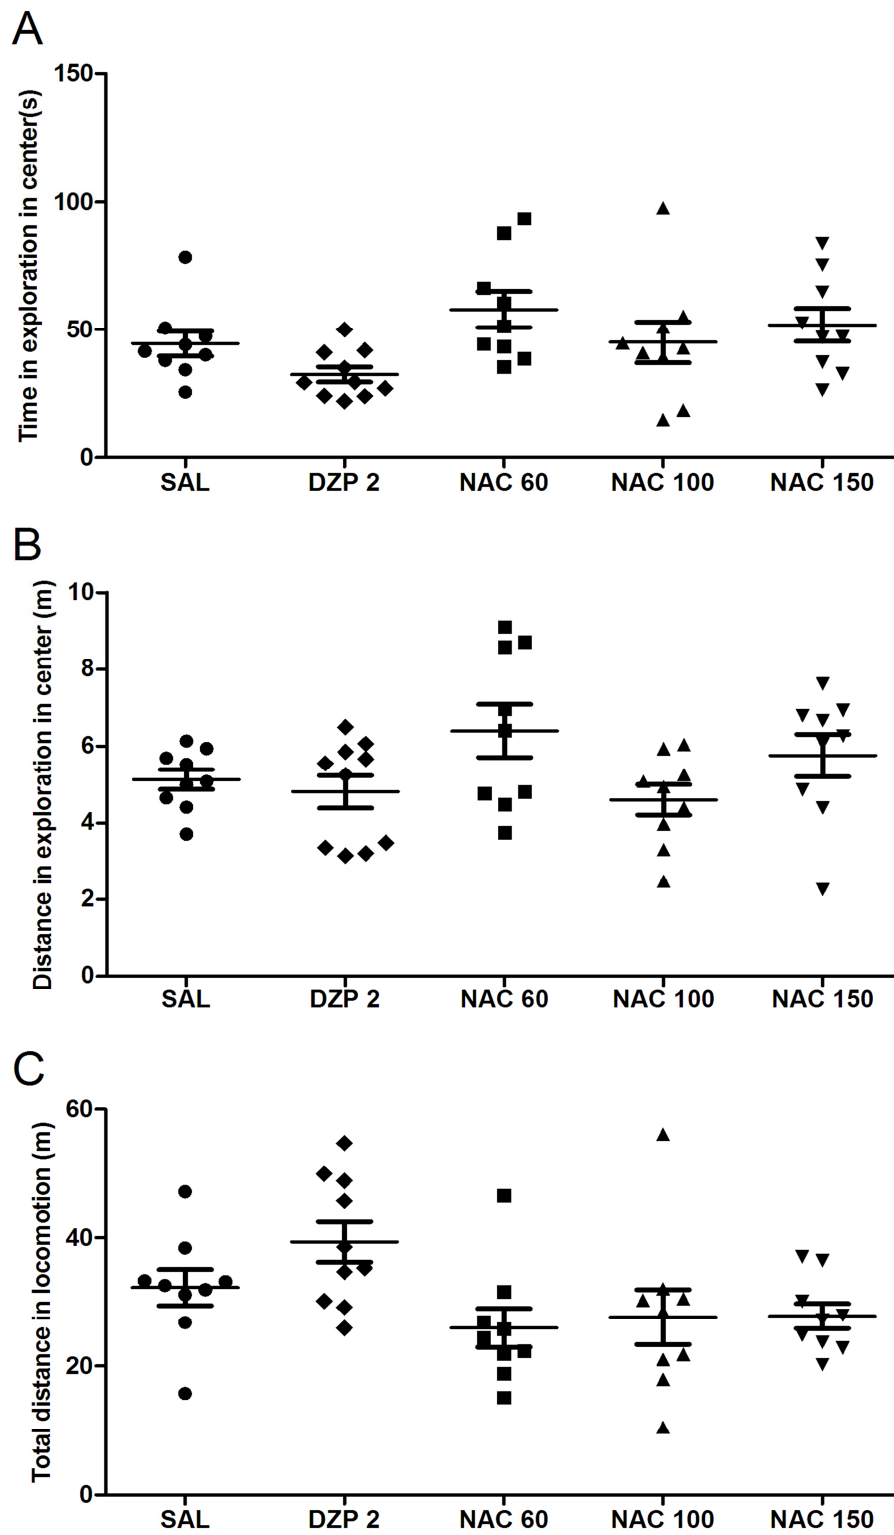 A
Time in exploration in center(s)
150
100
50
0
SAL DZP 2 NAC 60 NAC 100 NAC 150
B
Distance in exploration in center (m)
10
8
6
4
2
0
SAL DZP 2 NAC 60 NAC 100 NAC 150
C
Total distance in locomotion (m)
60
40
20
0
SAL DZP 2 NAC 60 NAC 100 NAC 150